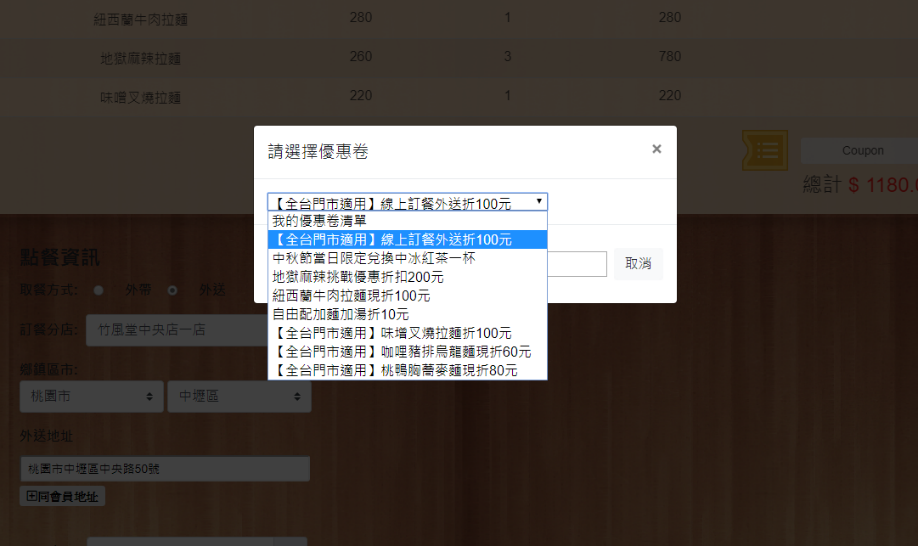 紐西蘭牛肉拉麵 280 1 280
地獄麻辣拉麵 260 3 780
味噌叉燒拉麵 220 1 220
請選擇優惠卷 ×
Coupon
總計 $ 1180.
【全台門市適用】線上訂餐外送折100元
我的優惠卷清單
【全台門市適用】線上訂餐外送折100元
中秋節當日限定兌換中冰紅茶一杯
地獄麻辣挑戰優惠折扣200元
紐西蘭牛肉拉麵現折100元
自由配加麵加湯折10元
【全台門市適用】味增叉燒拉麵折100元
【全台門市適用】咖哩豬排烏龍麵現折60元
【全台門市適用】桃鴨胸蕎麥麵現折80元
取消
點餐資訊
取餐方式: 外帶 外送
訂餐分店: 竹風堂中央店一店
鄉鎮區市:
桃園市 中壢區
外送地址
桃園市中壢區中央路50號
同會員地址